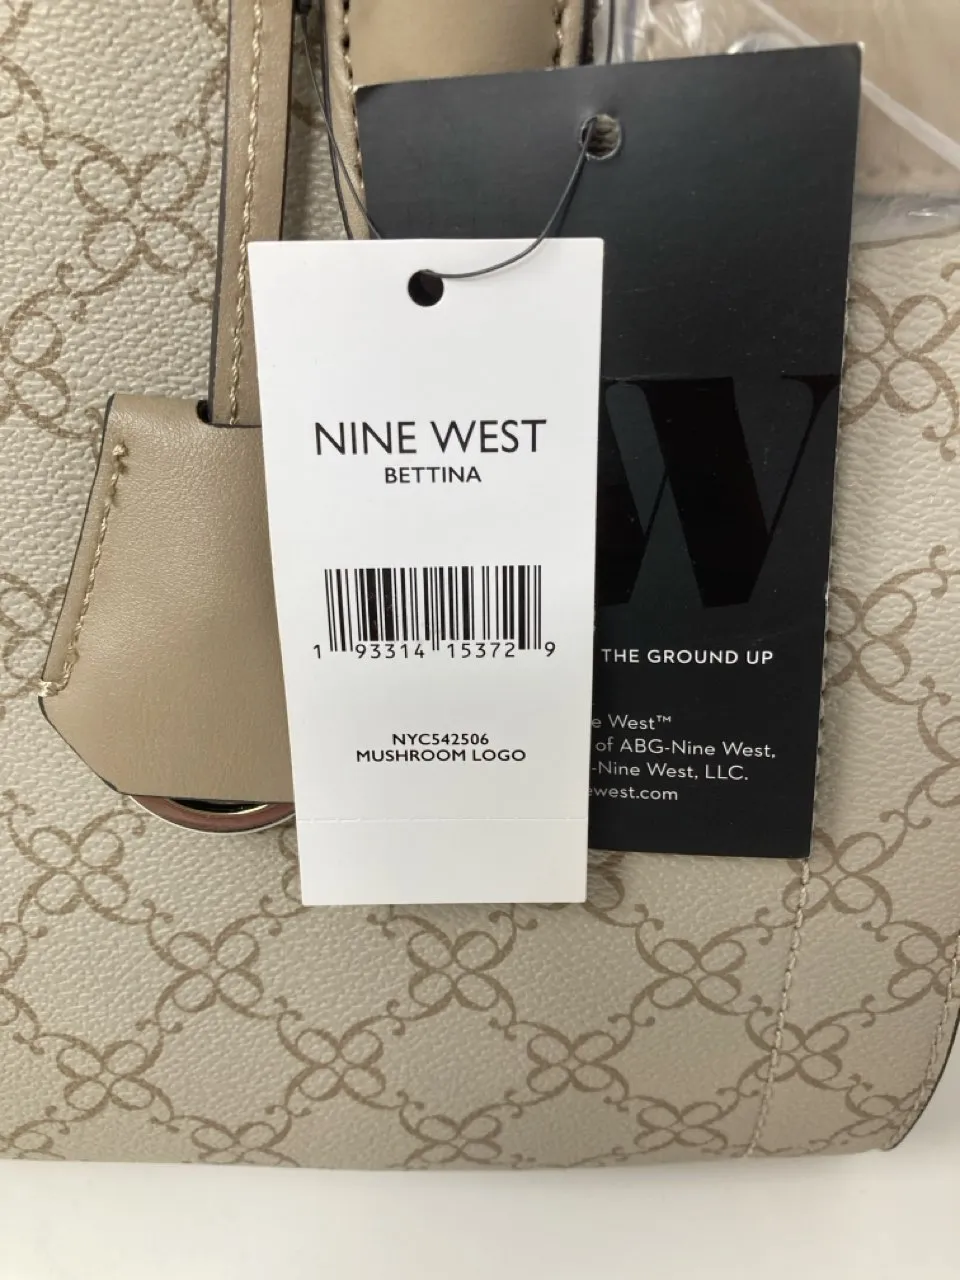 NINE WEST
BETTINA
1 93314 15372 9
NYC542506
MUSHROOM LOGO
W
THE GROUND UP
West™
of ABG-Nine West,
-Nine West, LLC.
west.com